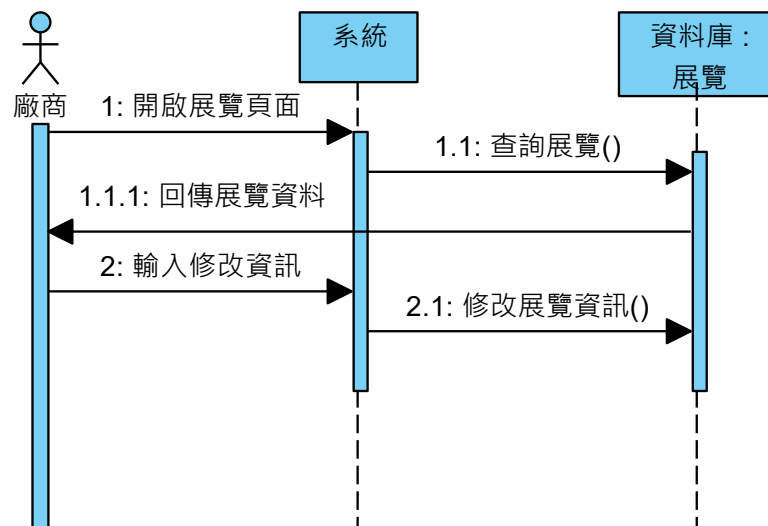 系統
資料庫 :
展覽
廠商
1: 開啟展覽頁面
1.1: 查詢展覽()
1.1.1: 回傳展覽資料
2: 輸入修改資訊
2.1: 修改展覽資訊()